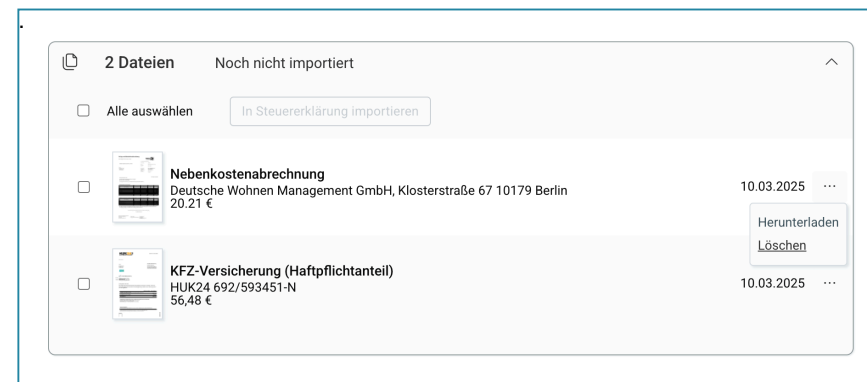 .
2 Dateien Noch nicht importiert
Alle auswählen In Steuererklärung importieren
Nebenkostenabrechnung
Deutsche Wohnen Management GmbH, Klosterstraße 67 10179 Berlin
20.21 €
10.03.2025 ...
Herunterladen
Löschen
KFZ-Versicherung (Haftpflichtanteil)
HUK24 692/593451-N
56,48 €
10.03.2025 ...